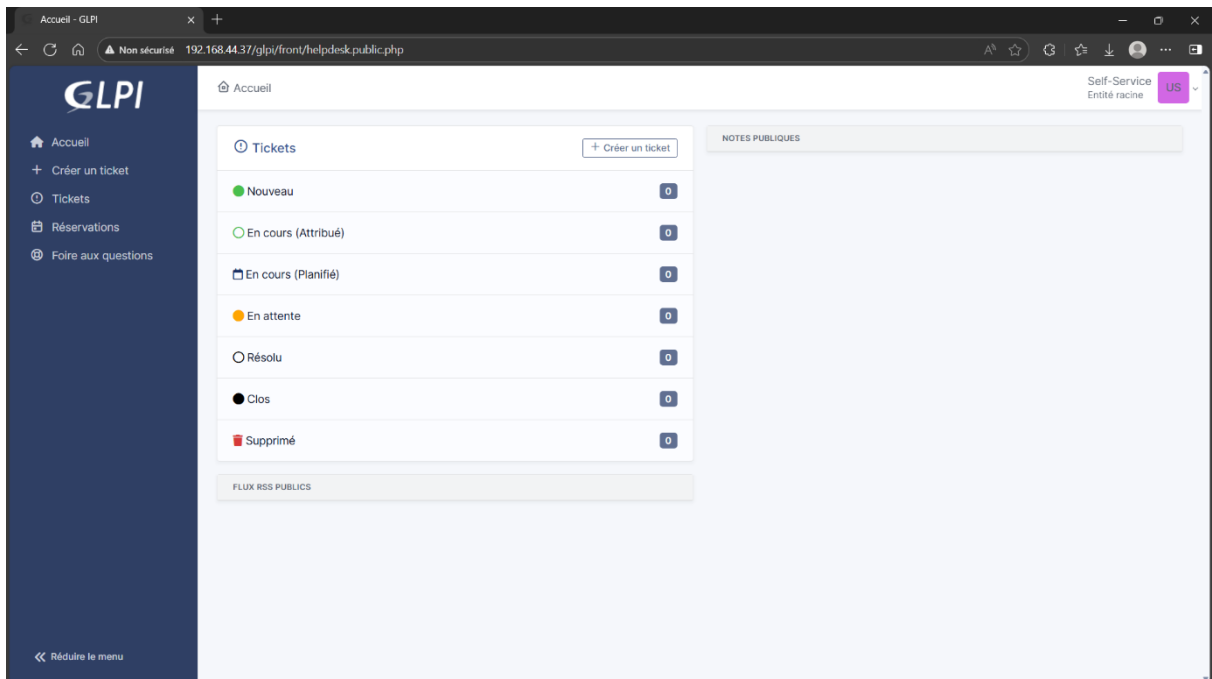 Accueil - GLPI
Non sécurisé 192.168.44.37/glpi/front/helpdesk.public.php
GLPI
Accueil
Créer un ticket
Tickets
Réservations
Foire aux questions
Réduire le menu
Accueil
Self-Service
Entité racine
US
Tickets
+ Créer un ticket
Nouveau 0
En cours (Attribué) 0
En cours (Planifié) 0
En attente 0
Résolu 0
Clos 0
Supprimé 0
FLUX RSS PUBLICS
NOTES PUBLIQUES